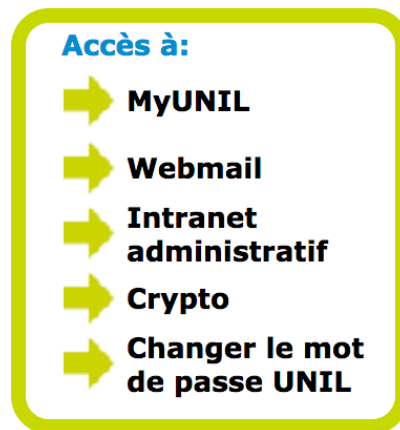 Accès à:
MyUNIL
Webmail
Intranet
administratif
Crypto
Changer le mot
de passe UNIL